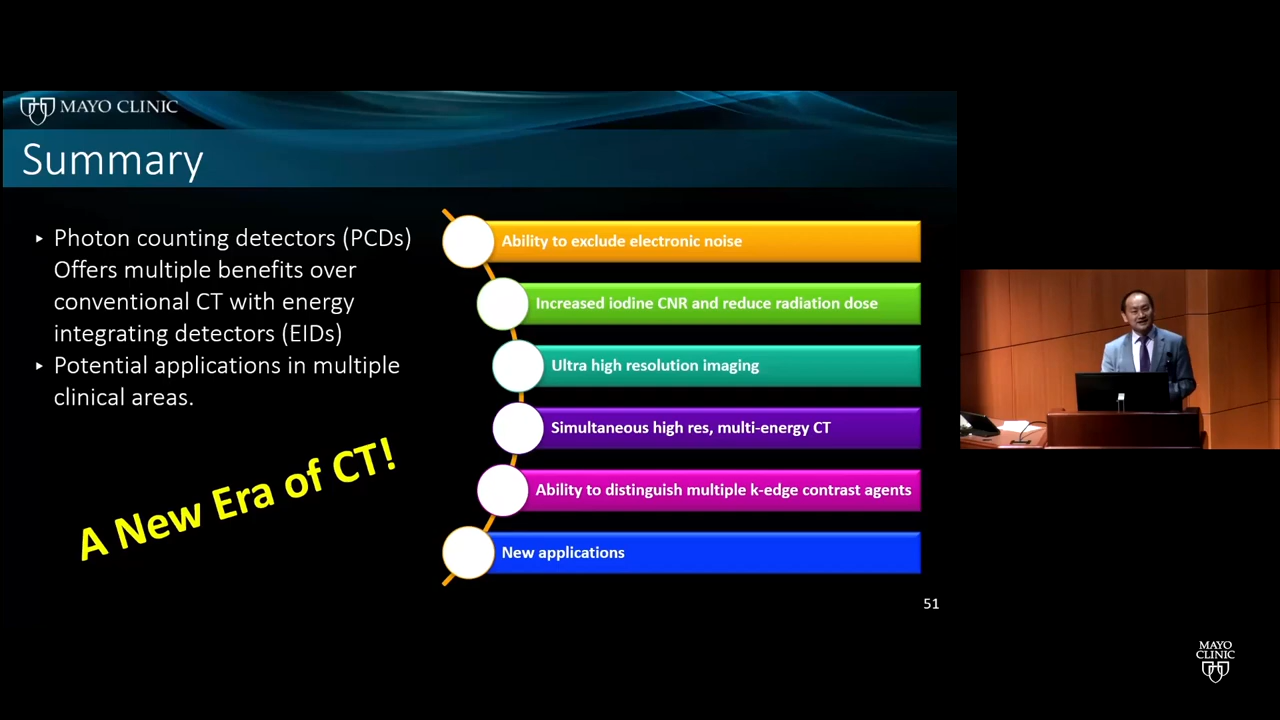 MAYO CLINIC
Summary
‣ Photon counting detectors (PCDs)
Offers multiple benefits over
conventional CT with energy
integrating detectors (EIDs)
‣ Potential applications in multiple
clinical areas.
A New Era of CT!
Ability to exclude electronic noise
Increased iodine CNR and reduce radiation dose
Ultra high resolution imaging
Simultaneous high res, multi-energy CT
Ability to distinguish multiple k-edge contrast agents
New applications
51
MAYO
CLINIC